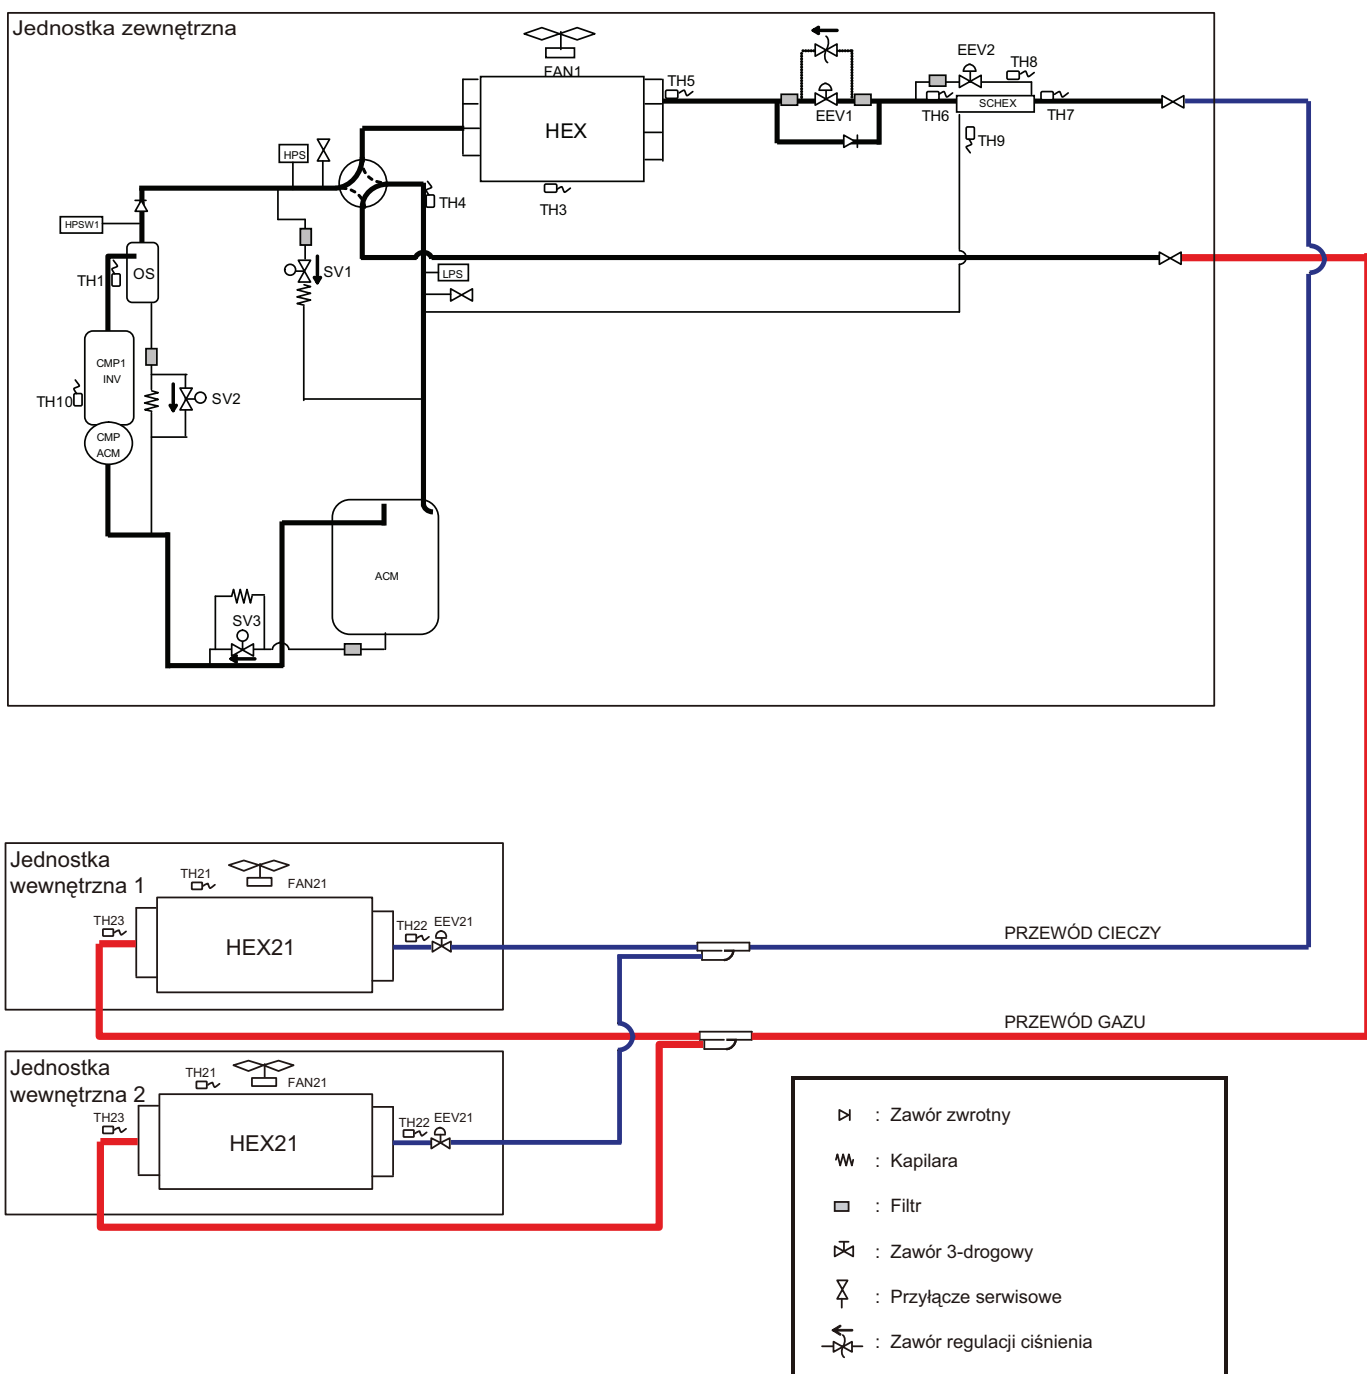 Jednostka zewnętrzna
FAN1
EEV2
TH8
TH5
HEX
EEV1
TH6
SCHEX
TH7
TH9
HPS
TH4
TH3
HPSW1
TH1
OS
SV1
LPS
CMP1
INV
TH10
SV2
CMP
ACM
ACM
SV3
Jednostka
wewnętrzna 1
TH21
FAN21
TH23
HEX21
TH22
EEV21
PRZEWÓD CIECZY
PRZEWÓD GAZU
Jednostka
wewnętrzna 2
TH21
FAN21
TH23
HEX21
TH22
EEV21
: Zawór zwrotny
: Kapilara
: Filtr
: Zawór 3-drogowy
: Przyłącze serwisowe
: Zawór regulacji ciśnienia